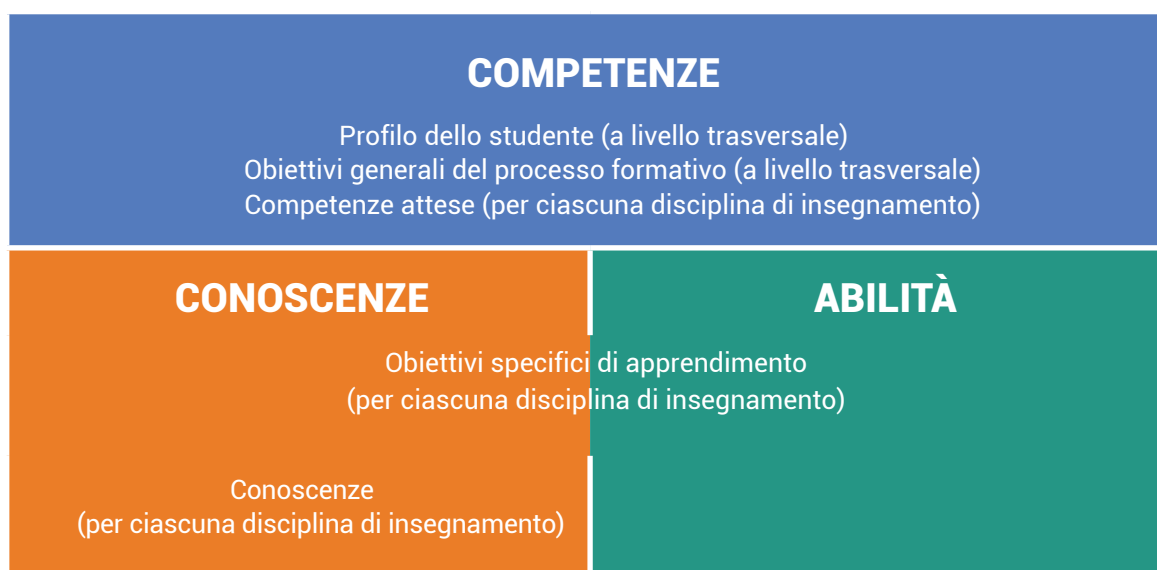 COMPETENZE
Profilo dello studente (a livello trasversale)
Obiettivi generali del processo formativo (a livello trasversale)
Competenze attese (per ciascuna disciplina di insegnamento)
CONOSCENZE
ABILITÀ
Obiettivi specifici di apprendimento
(per ciascuna disciplina di insegnamento)
Conoscenze
(per ciascuna disciplina di insegnamento)